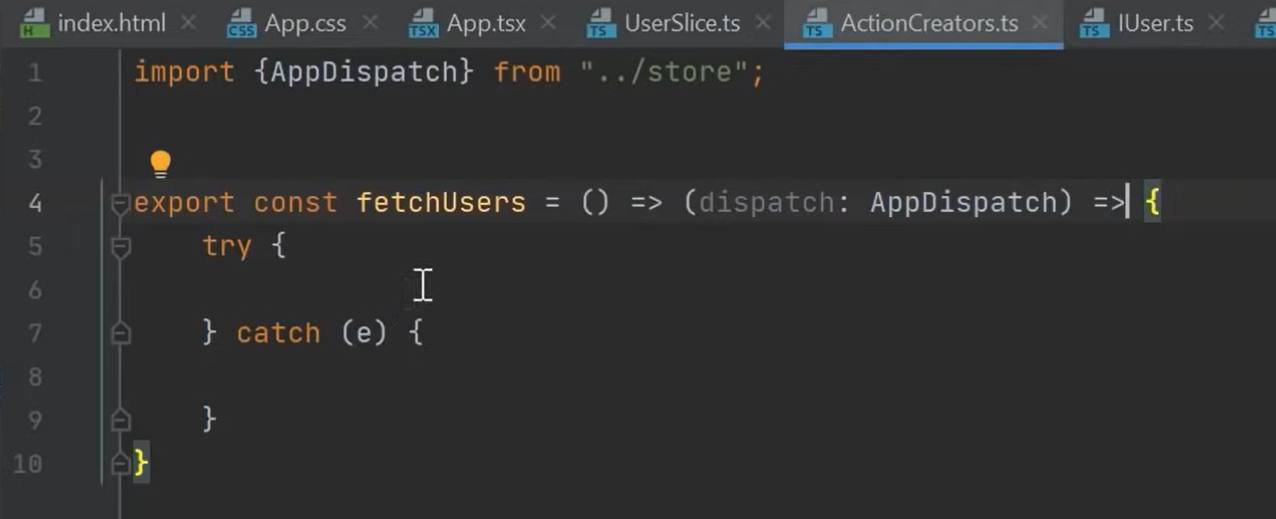 index.html App.css App.tsx UserSlice.ts ActionCreators.ts IUser.ts
1 import {AppDispatch} from "../store";
2
3
4 export const fetchUsers = () => (dispatch: AppDispatch) => {
5 try {
6
7 } catch (e) {
8
9 }
10 }